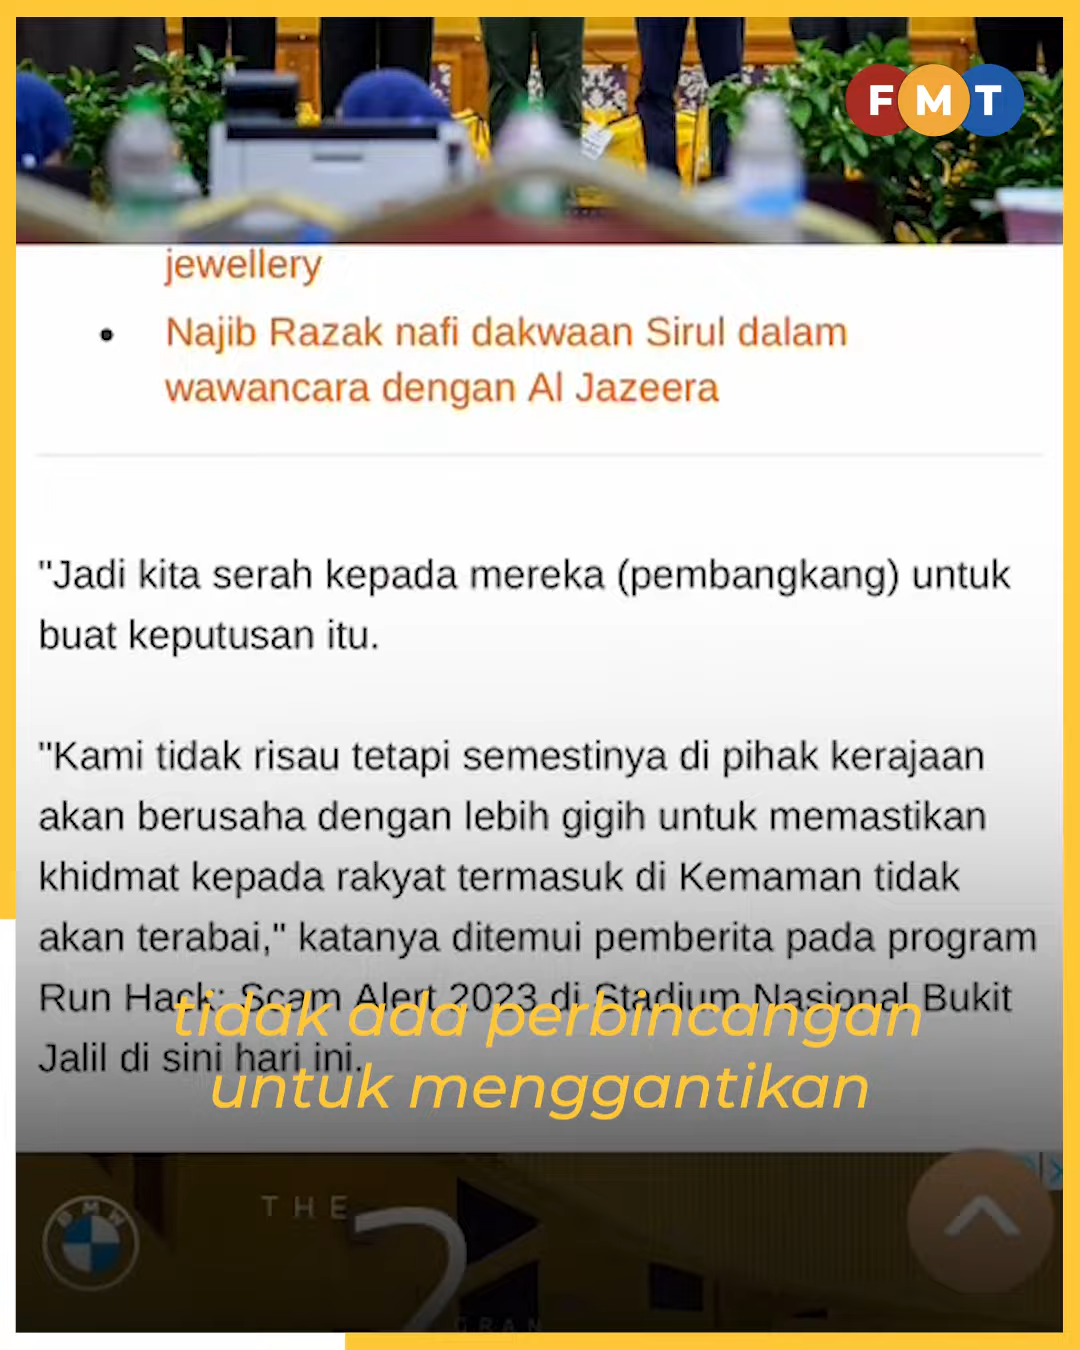 FMT
jewellery
• Najib Razak nafi dakwaan Sirul dalam
wawancara dengan Al Jazeera
"Jadi kita serah kepada mereka (pembangkang) untuk
buat keputusan itu.
"Kami tidak risau tetapi semestinya di pihak kerajaan
akan berusaha dengan lebih gigih untuk memastikan
khidmat kepada rakyat termasuk di Kemaman tidak
akan terabai," katanya ditemui pemberita pada program
Run Hack: Scam Alert 2023 di Stadium Nasional Bukit
Jalil di sini hari ini.
tidak ada perbincangan
untuk menggantikan
BMW
THE
2
GRAN